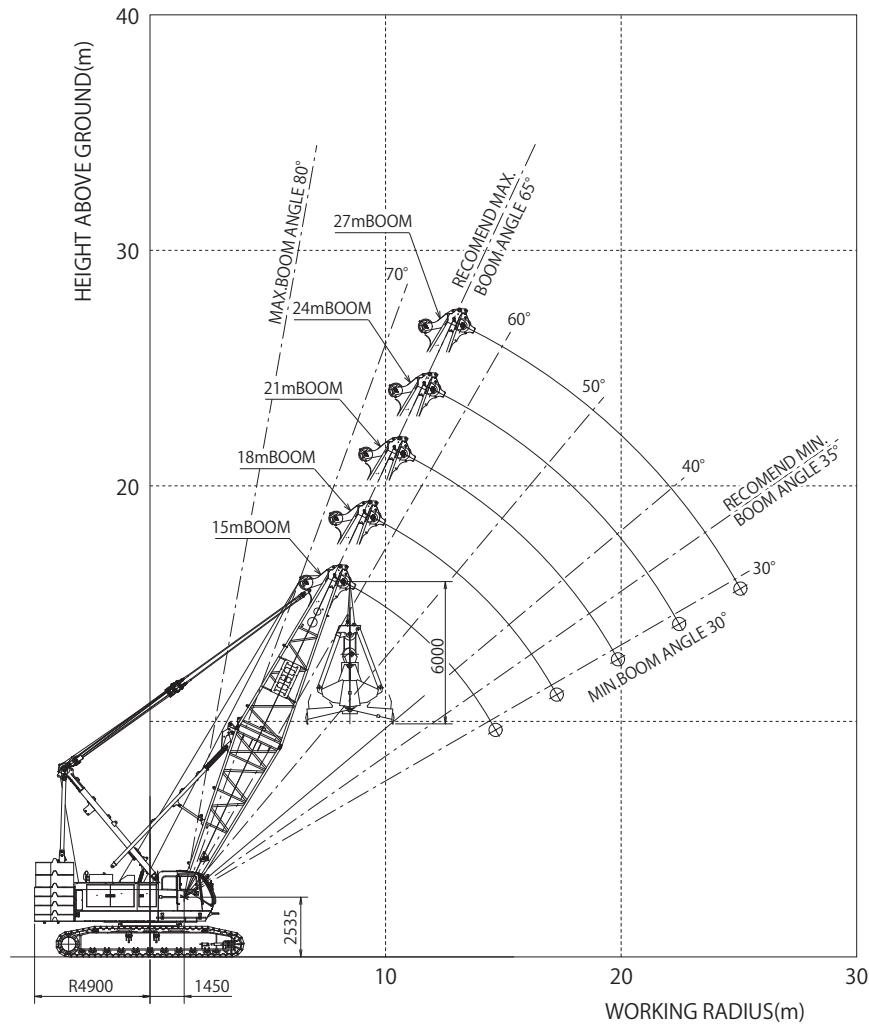 40
HEIGHT ABOVE GROUND(m)
MAX.BOOM ANGLE 80°
RECOMEND MAX.
BOOM ANGLE 65°
27mBOOM
30
70°
24mBOOM
60°
21mBOOM
50°
18mBOOM
40°
RECOMEND MIN.
BOOM ANGLE 35°
20
15mBOOM
30°
6000
MIN.BOOM ANGLE 30°
2535
10
20
30
R4900
1450
WORKING RADIUS(m)